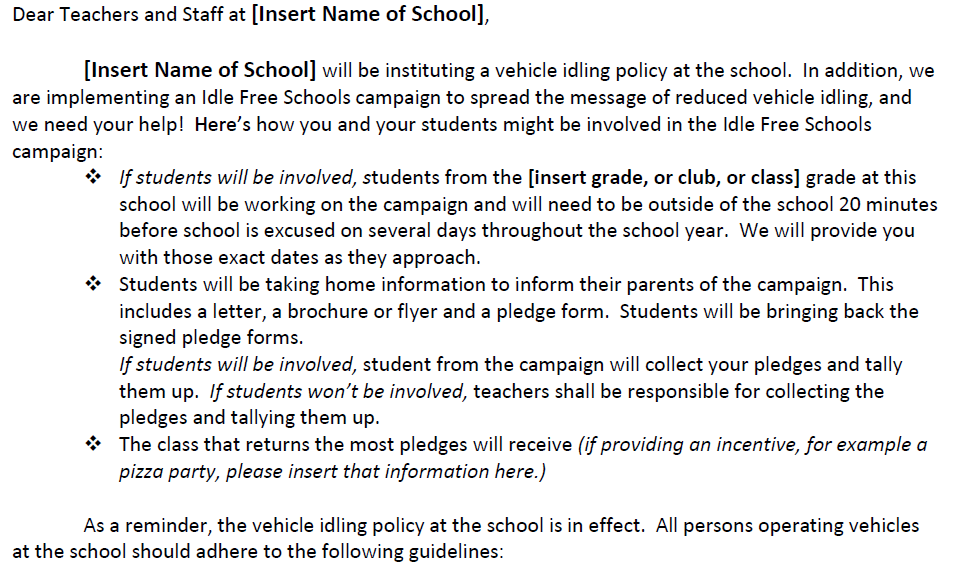 Dear Teachers and Staff at [Insert Name of School],
[Insert Name of School] will be instituting a vehicle idling policy at the school.  In addition, we
are implementing an Idle Free Schools campaign to spread the message of reduced vehicle idling, and
we need your help!  Here's how you and your students might be involved in the Idle Free Schools
campaign:
❖ If students will be involved, students from the [insert grade, or club, or class] grade at this
school will be working on the campaign and will need to be outside of the school 20 minutes
before school is excused on several days throughout the school year.  We will provide you
with those exact dates as they approach.
❖ Students will be taking home information to inform their parents of the campaign.  This
includes a letter, a brochure or flyer and a pledge form.  Students will be bringing back the
signed pledge forms.
If students will be involved, student from the campaign will collect your pledges and tally
them up.  If students won't be involved, teachers shall be responsible for collecting the
pledges and tallying them up.
❖ The class that returns the most pledges will receive (if providing an incentive, for example a
pizza party, please insert that information here.)
As a reminder, the vehicle idling policy at the school is in effect.  All persons operating vehicles
at the school should adhere to the following guidelines: